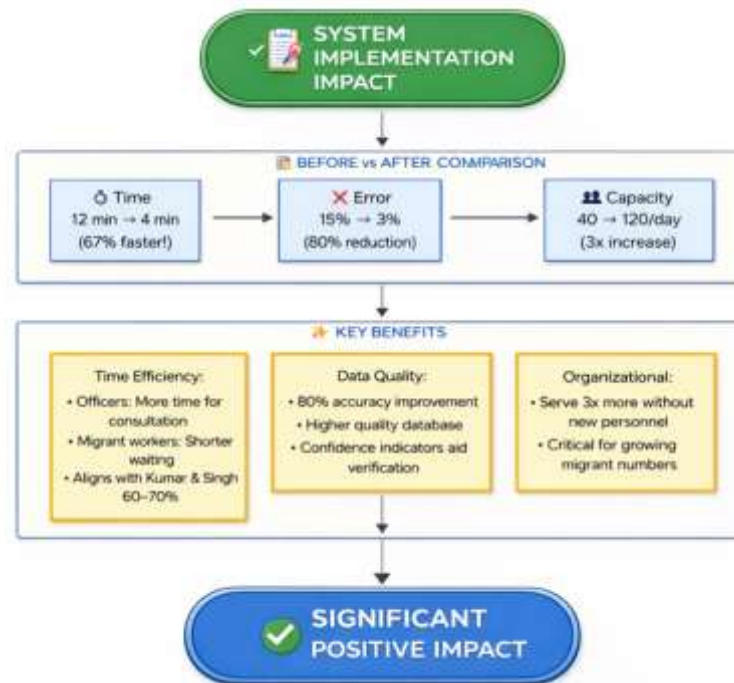 SYSTEM
IMPLEMENTATION
IMPACT
BEFORE vs AFTER CONMPARISON
Time
12 min → 4 min
(67% faster!)
Error
15% → 3%
(80% reduction)
Capacity
40 → 120/day
(3x increase)
KEY BENEFITS
Time Efficiency:
• Officers: More time for
consultation
• Migrant workers: Shorter
waiting
• Aligns with Kumar & Singh
60–70%
Data Quality:
• 80% accuracy improvement
• Higher quality database
• Confidence indicators aid
verification
Organizational:
• Serve 3x more without
new personnel
• Critical for growing
migrant numbers
SIGNIFICANT
POSITIVE IMPACT